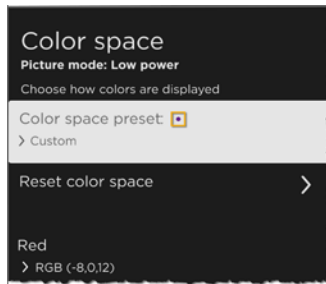 Color space
Picture mode: Low power
Choose how colors are displayed
Color space preset:
> Custom
Reset color space
Red
> RGB (-8,0,12)